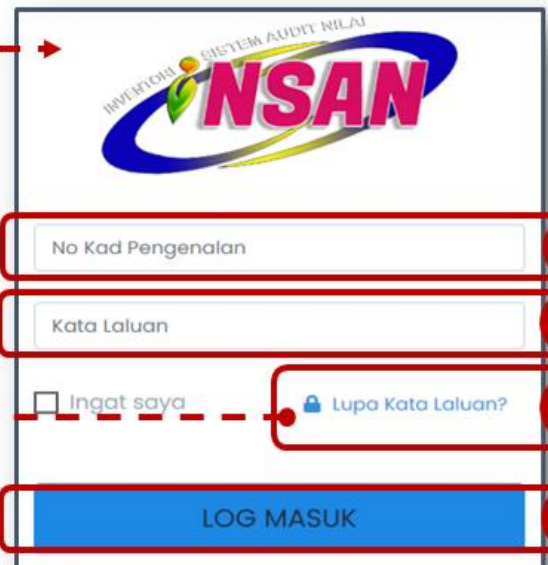 INVENTORI SISTEM AUDIT NILAI
iNSAN
No Kad Pengenalan
Kata Laluan
Ingat saya
Lupa Kata Laluan?
LOG MASUK